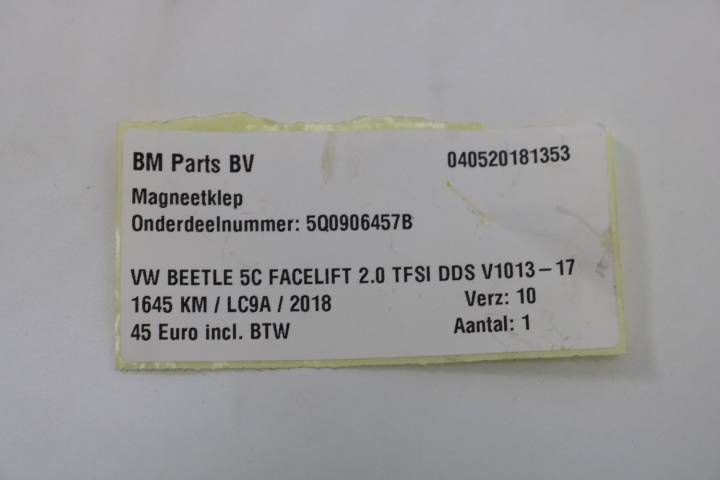 BM Parts BV 040520181353
Magneetklep
Onderdeelnummer: 5Q0906457B
VW BEETLE 5C FACELIFT 2.0 TFSI DDS V1013-17
1645 KM / LC9A / 2018 Verz: 10
45 Euro incl. BTW Aantal: 1